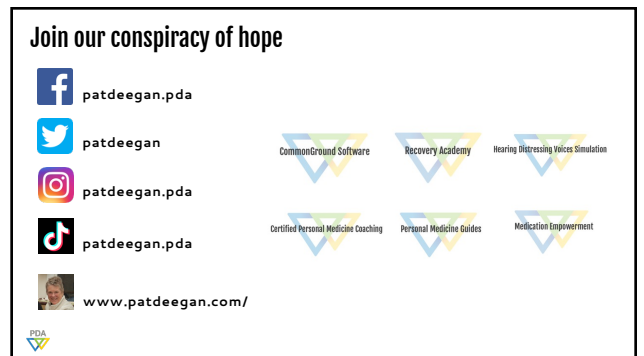 Join our conspiracy of hope
patdeegan.pda
patdeegan
patdeegan.pda
patdeegan.pda
www.patdeegan.com/
CommonGround Software
Recovery Academy
Hearing Distressing Voices Simulation
Certified Personal Medicine Coaching
Personal Medicine Guides
Medication Empowerment
PDA